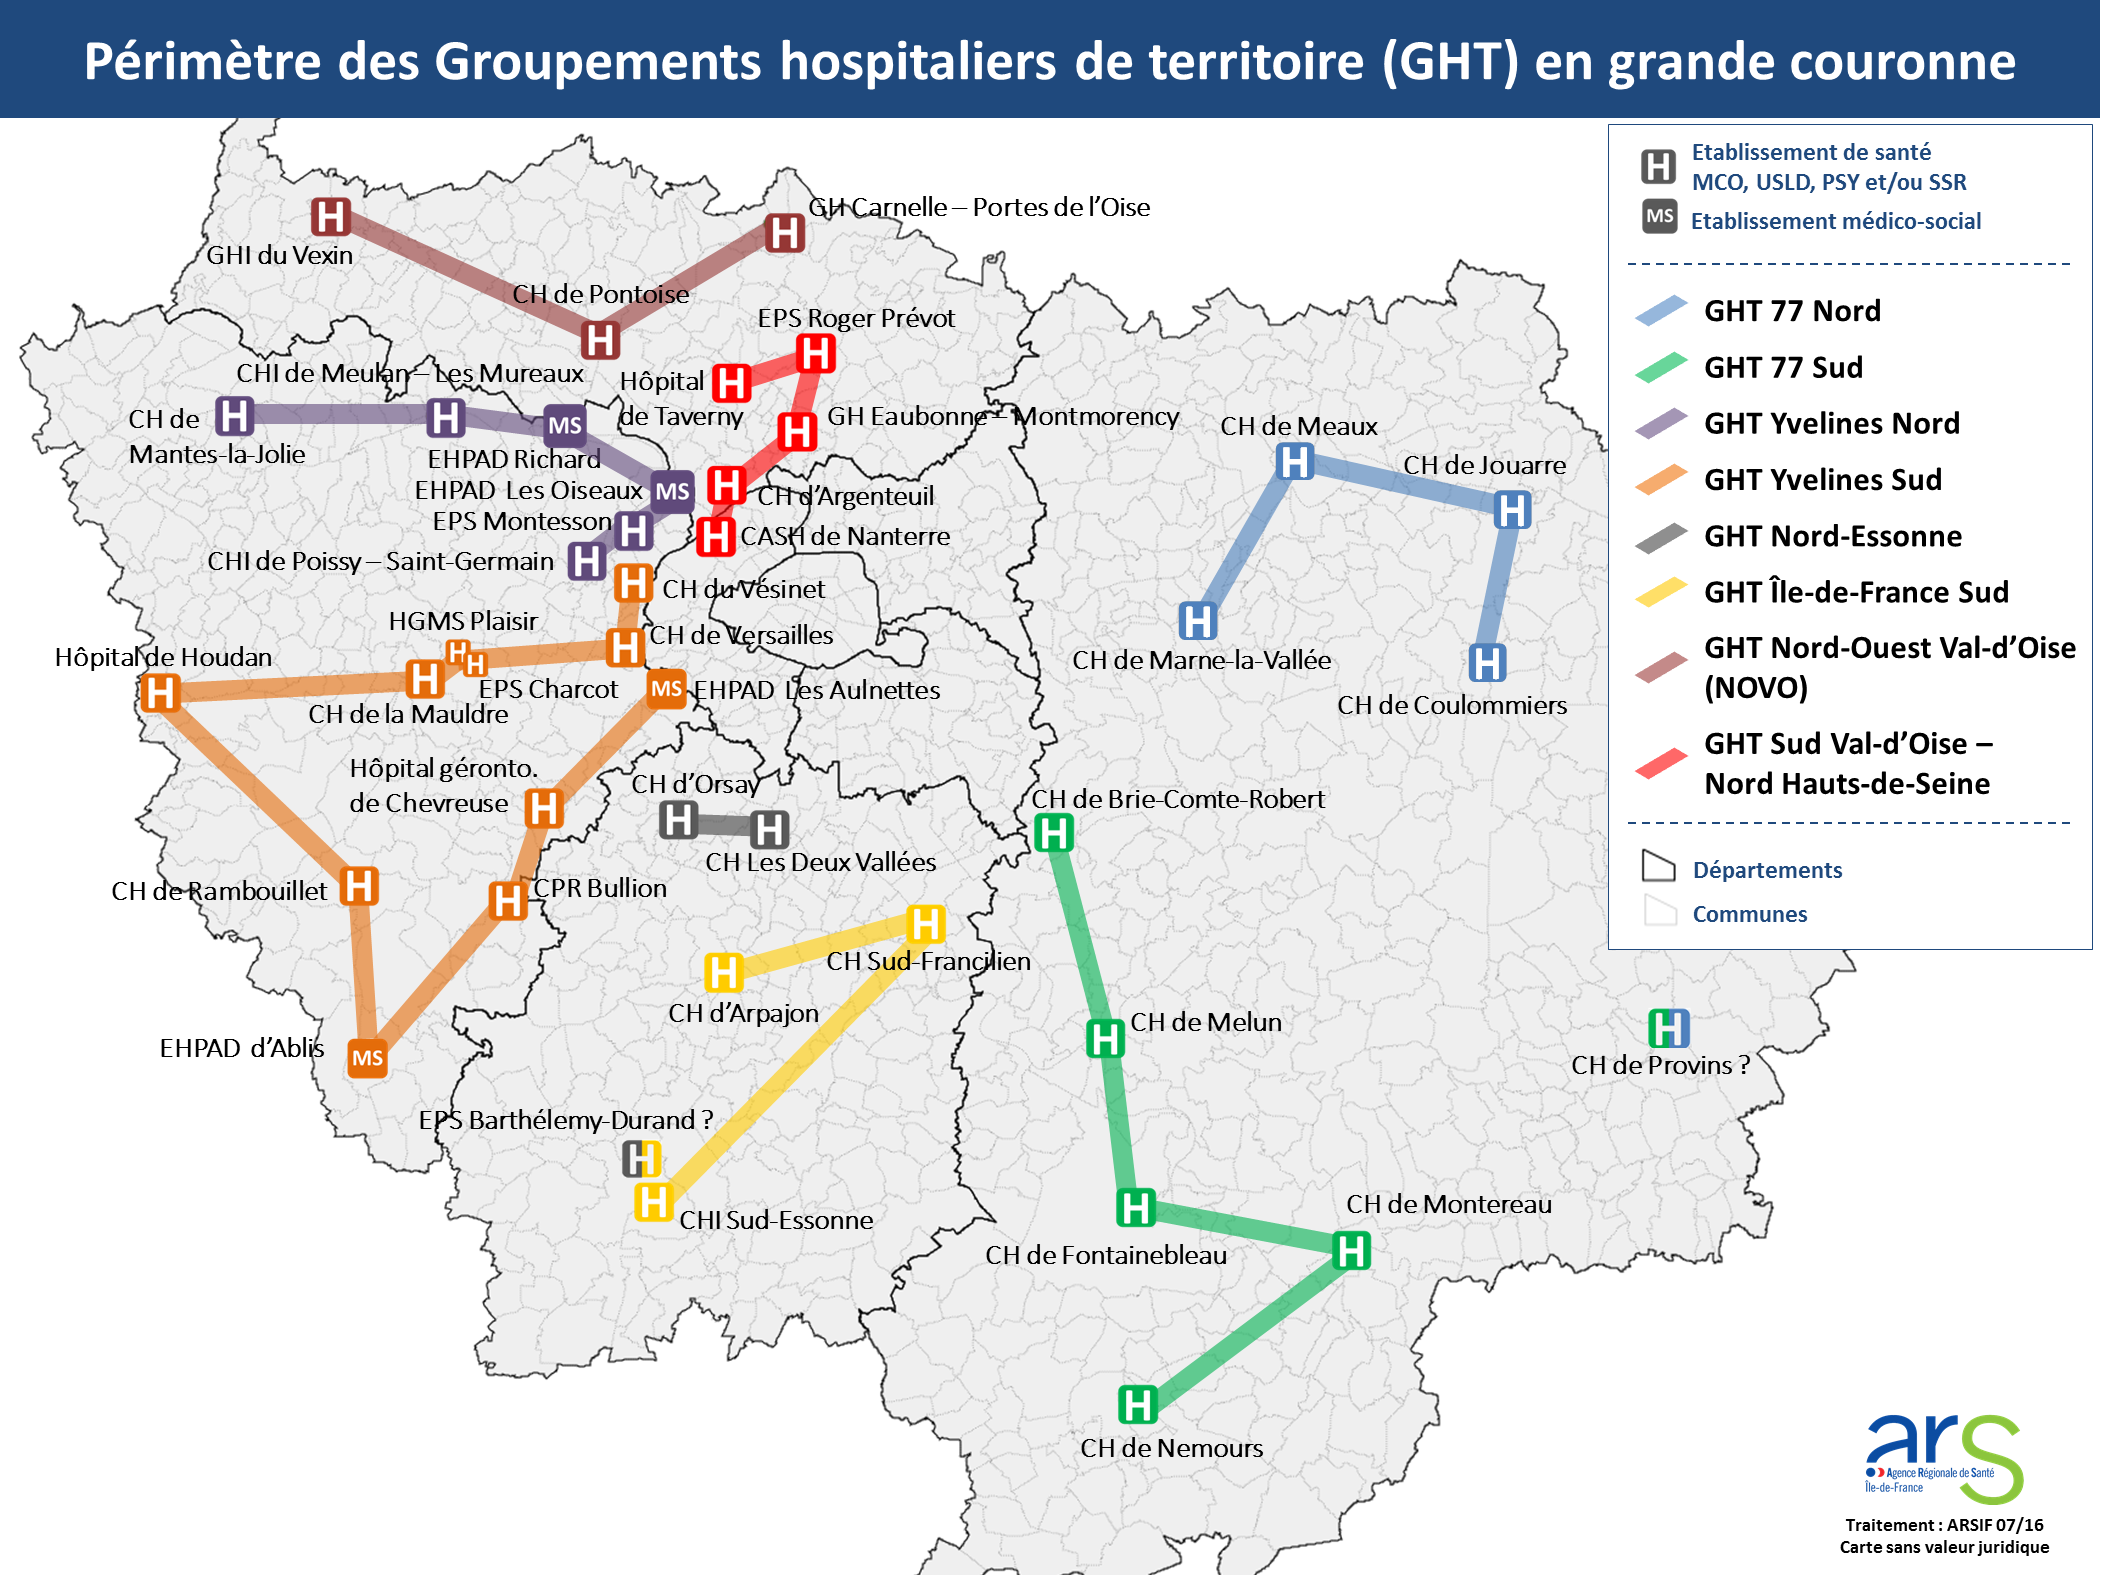 Périmètre des Groupements hospitaliers de territoire (GHT) en grande couronne
H Etablissement de santé
MCO, USLD, PSY et/ou SSR
MS Etablissement médico-social
GHT 77 Nord
GHT 77 Sud
GHT Yvelines Nord
GHT Yvelines Sud
GHT Nord-Essonne
GHT Île-de-France Sud
GHT Nord-Ouest Val-d’Oise
(NOVO)
GHT Sud Val-d’Oise –
Nord Hauts-de-Seine
Départements
Communes
H
GHI du Vexin
H
GH Carnelle – Portes de l’Oise
CH de Pontoise
H
EPS Roger Prévot
H
CHI de Meulan – Les Mureaux
Hôpital
de Taverny
H
CH de
Mantes-la-Jolie
H
H
MS
H
GH Eaubonne – Montmorency
EHPAD Richard
EHPAD Les Oiseaux
MS
H
CH d’Argenteuil
EPS Montesson
H
H
CASH de Nanterre
CHI de Poissy – Saint-Germain
H
H
CH du Vésinet
HGMS Plaisir
H
H
H
CH de Versailles
Hôpital de Houdan
H
H
EPS Charcot
CH de la Mauldre
MS
EHPAD Les Aulnettes
Hôpital géronto.
de Chevreuse
H
CH d’Orsay
H
H
CH Les Deux Vallées
CH de Rambouillet
H
H
CPR Bullion
H
CH Sud-Francilien
H
CH d’Arpajon
EHPAD d’Ablis
MS
EPS Barthélemy-Durand ?
H
H
CHI Sud-Essonne
CH de Meaux
H
CH de Jouarre
H
H
CH de Marne-la-Vallée
H
CH de Coulommiers
CH de Brie-Comte-Robert
H
H
CH de Melun
H
CH de Provins ?
H
CH de Fontainebleau
CH de Montereau
H
H
CH de Nemours
ars
Agence Régionale de Santé
Île-de-France
Traitement : ARSIF 07/16
Carte sans valeur juridique